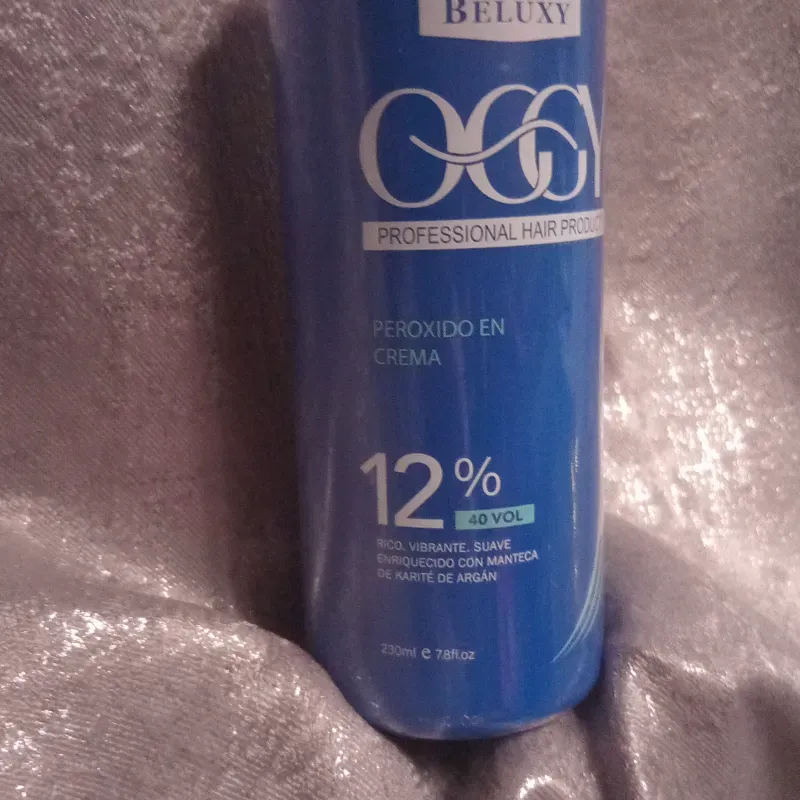 BELUXY
OGGY
PROFESSIONAL HAIR PRODUC
PEROXIDO EN
CREMA
12%
40 VOL
RICO, VIBRANTE. SUAVE
ENRIQUECIDO CON MANTECA
DE KARITÉ DE ARGÁN
230ml e 7.8fl.oz